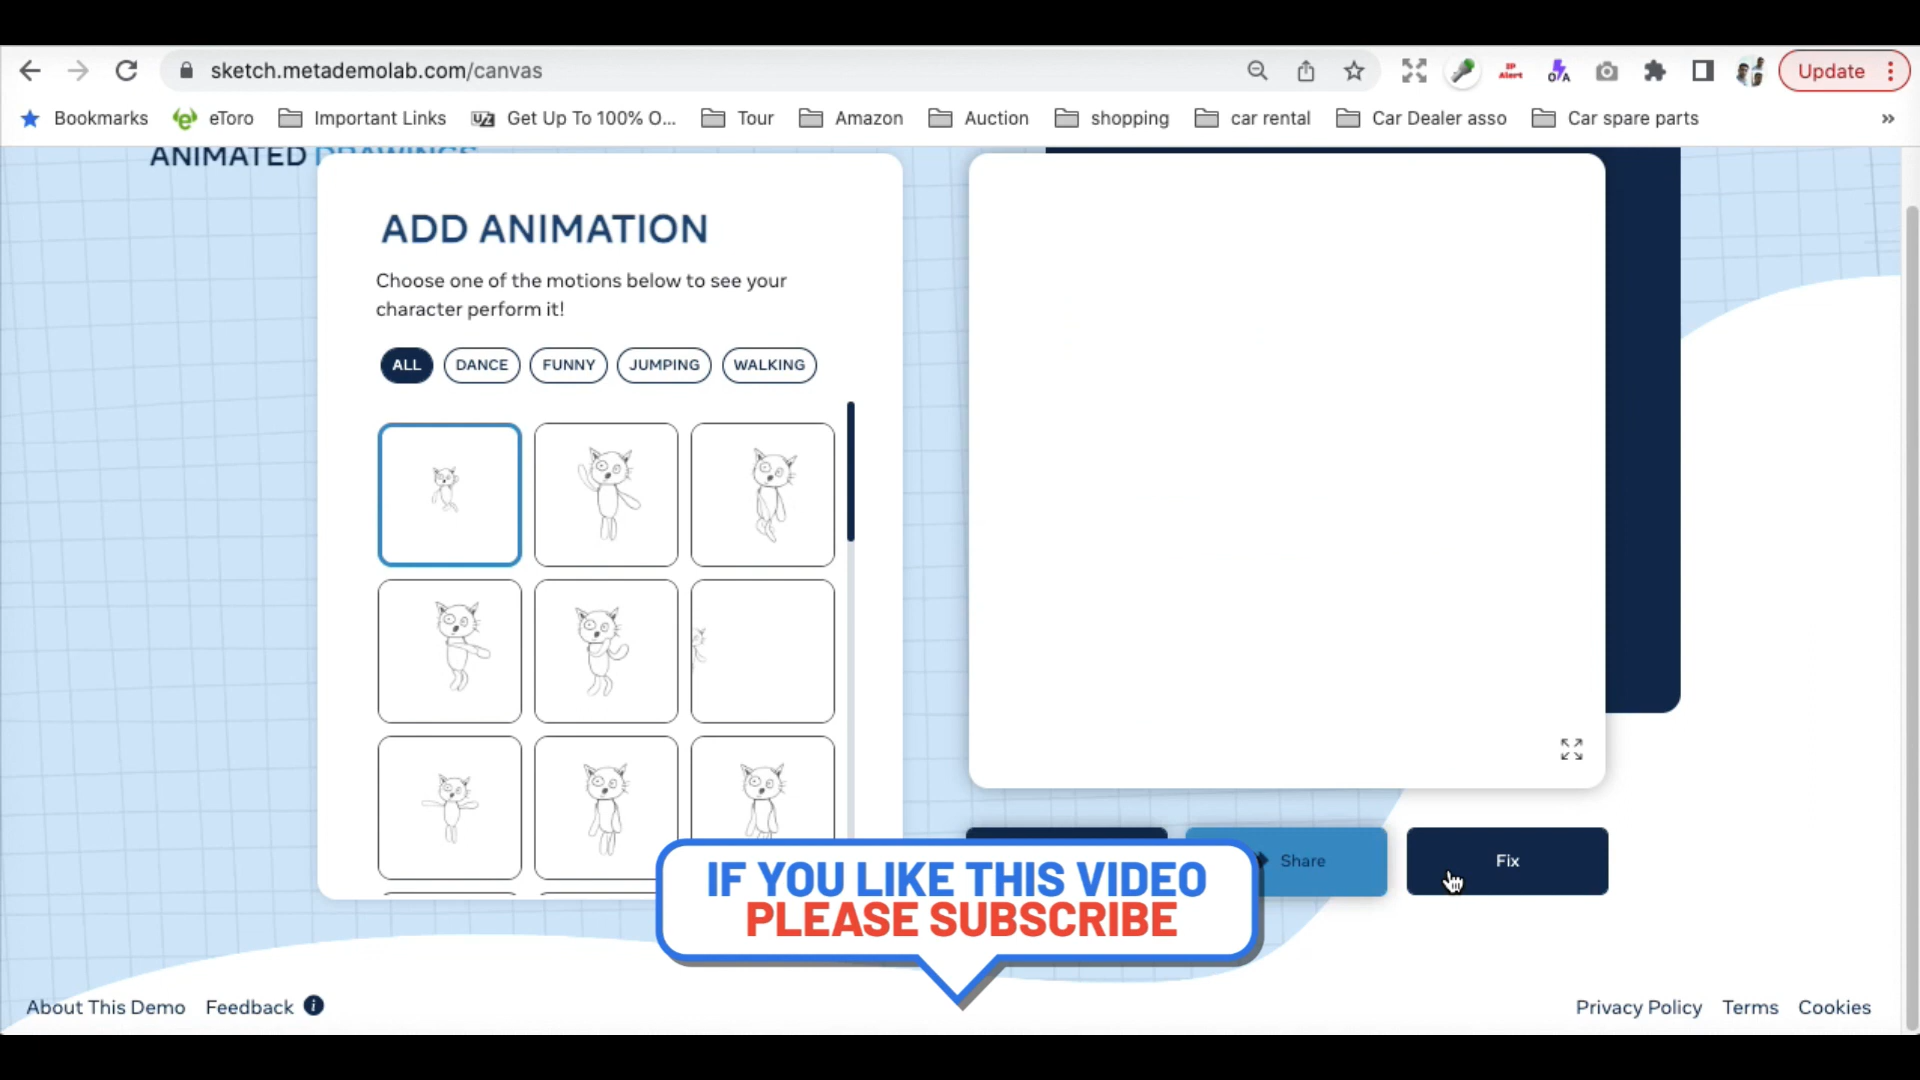 sketch.metademolab.com/canvas
IP
Alert
Update
Bookmarks
eToro
Important Links
Get Up To 100% O...
Tour
Amazon
Auction
shopping
car rental
Car Dealer asso
Car spare parts
»
ANIMATED DRAWINGS
ADD ANIMATION
Choose one of the motions below to see your
character perform it!
ALL
DANCE
FUNNY
JUMPING
WALKING
Share
Fix
IF YOU LIKE THIS VIDEO
PLEASE SUBSCRIBE
About This Demo
Feedback
Privacy Policy
Terms
Cookies